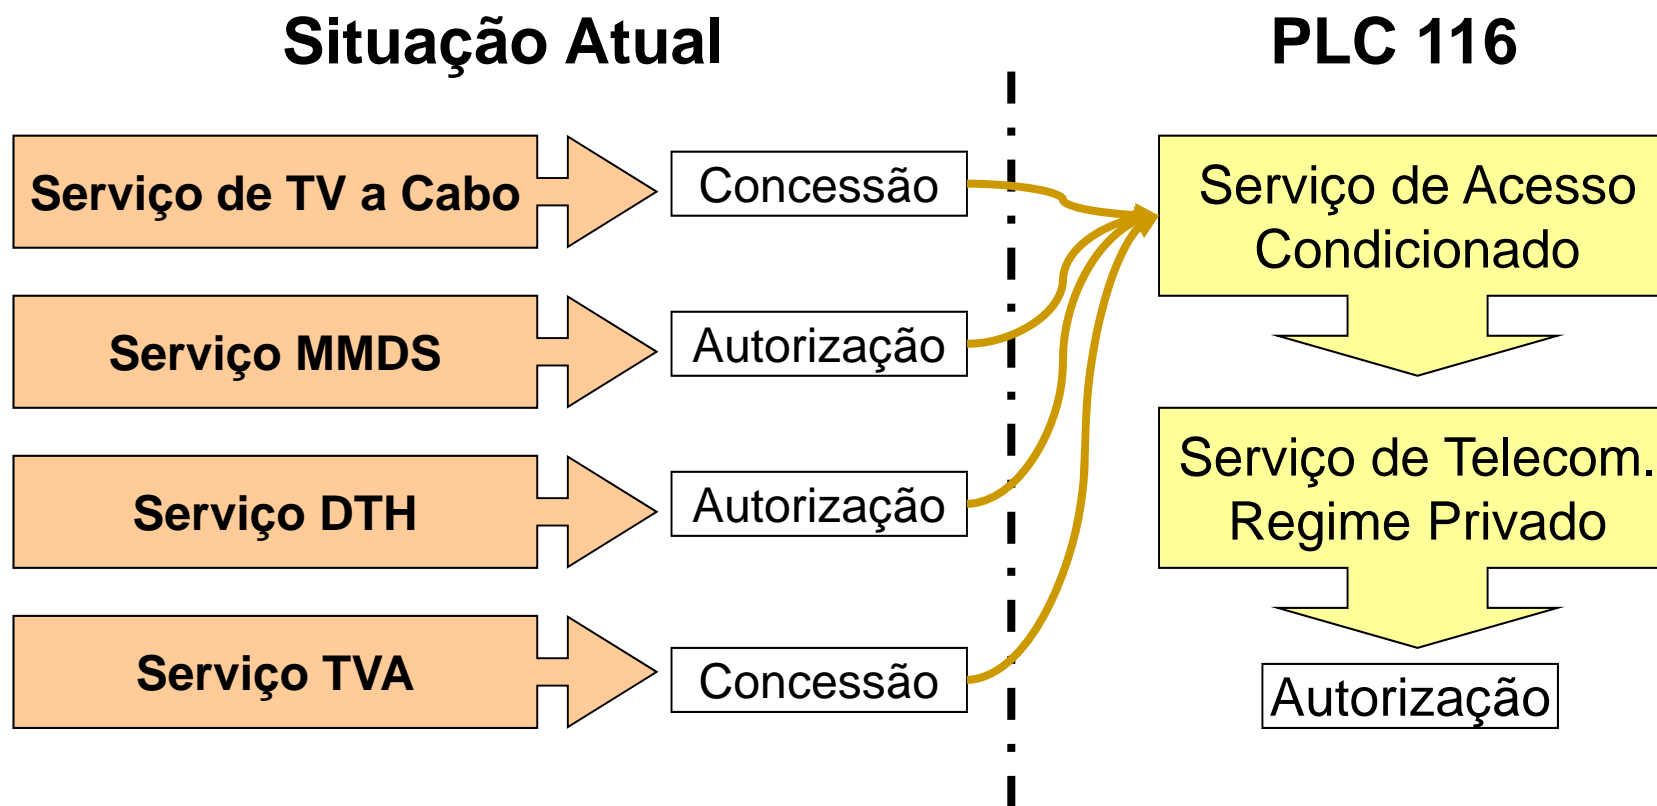 Situação Atual
PLC 116
Serviço de TV a Cabo
Concessão
Serviço MMDS
Autorização
Serviço DTH
Autorização
Serviço TVA
Concessão
Serviço de Acesso
Condicionado
Serviço de Telecom.
Regime Privado
Autorização